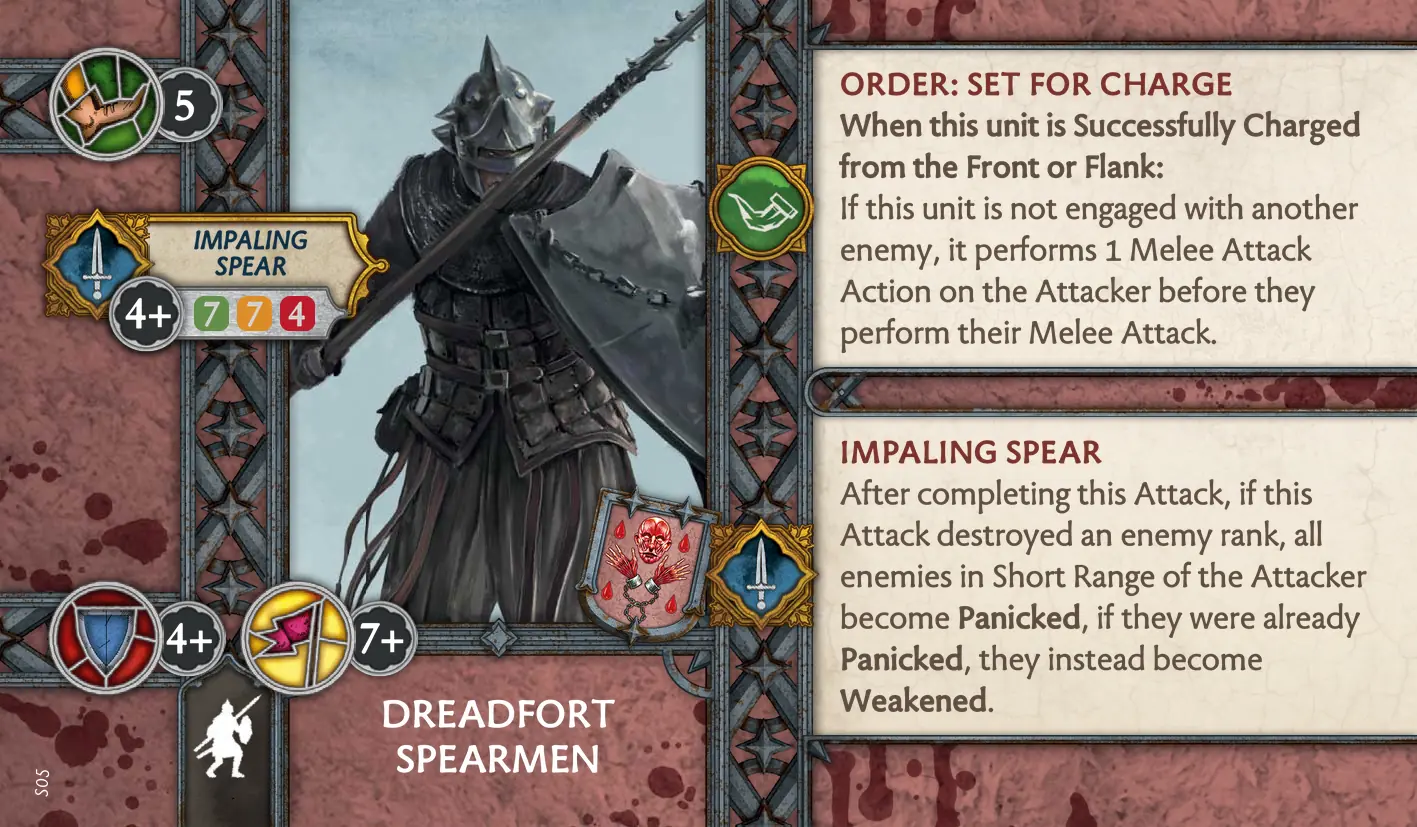 5
IMPALING
SPEAR
4+ 7 7 4
4+ 7+
DREADFORT
SPEARMEN
S05
ORDER: SET FOR CHARGE
When this unit is Successfully Charged
from the Front or Flank:
If this unit is not engaged with another
enemy, it performs 1 Melee Attack
Action on the Attacker before they
perform their Melee Attack.
IMPALING SPEAR
After completing this Attack, if this
Attack destroyed an enemy rank, all
enemies in Short Range of the Attacker
become Panicked, if they were already
Panicked, they instead become
Weakened.